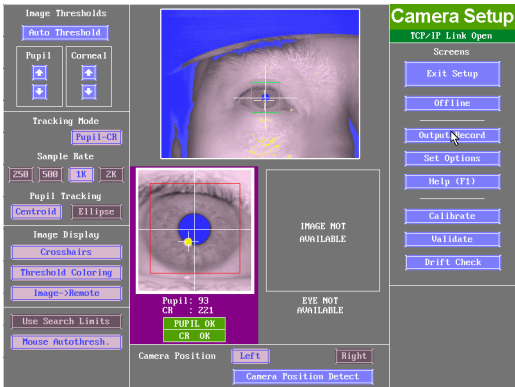 Image Thresholds
Auto Threshold
Pupil Corneal
Tracking Mode
Pupil-CR
Sample Rate
250 500 1K 2K
Pupil Tracking
Centroid Ellipse
Image Display
Crosshairs
Threshold Coloring
Image->Remote
Use Search Limits
Mouse Autothresh.
Pupil: 93
CR : 221
PUPIL OK
CR OK
IMAGE NOT
AVAILABLE
EYE NOT
AVAILABLE
Camera Position Left Right
Camera Position Detect
Camera Setup
TCP/IP Link Open
Screens
Exit Setup
Offline
Output/Record
Set Options
Help (F1)
Calibrate
Validate
Drift Check